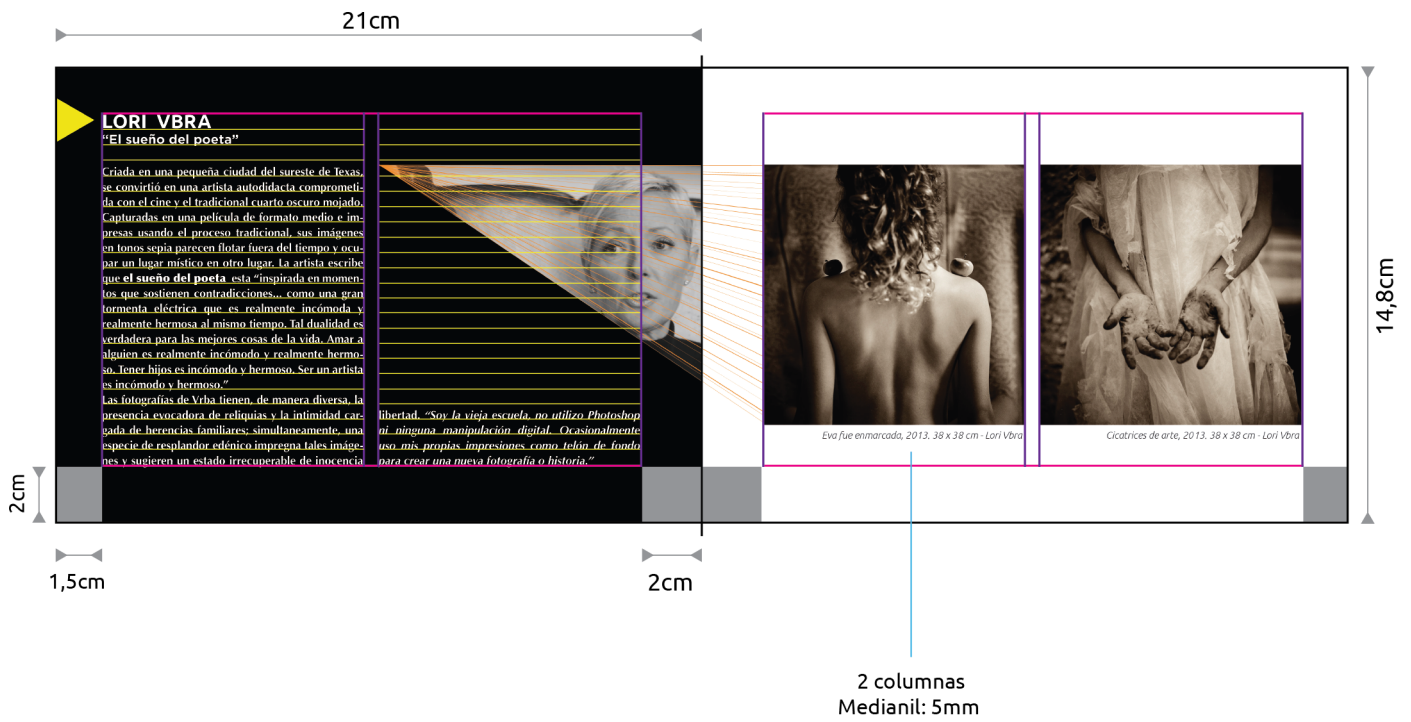 21cm
LORI VBRA
“El sueño del poeta”
Criada en una pequeña ciudad del sureste de Texas,
se convirtió en una artista autodidacta comprometi-
da con el cine y el tradicional cuarto oscuro mojado.
Capturadas en una película de formato medio e im-
presas usando el proceso tradicional, sus imágenes
en tonos sepia parecen flotar fuera del tiempo y ocu-
par un lugar místico en otro lugar. La artista escribe
que el sueño del poeta esta “inspirada en momen-
tos que sostienen contradicciones... como una gran
tormenta eléctrica que es realmente incómoda y
realmente hermosa al mismo tiempo. Tal dualidad es
verdadera para las mejores cosas de la vida. Amar a
alguien es realmente incómodo y realmente hermo-
so. Tener hijos es incómodo y hermoso. Ser un artista
es incómodo y hermoso.”
Las fotografías de Vrba tienen, de manera diversa, la
presencia evocadora de reliquias y la intimidad car-
gada de herencias familiares; simultaneamente, una
especie de resplandor edénico impregna tales imáge-
nes y sugieren un estado irrecuperable de inocencia
libertad. “Soy la vieja escuela, no utilizo Photoshop
ni ninguna manipulación digital. Ocasionalmente
uso mis propias impresiones como telón de fondo
para crear una nueva fotografía o historia.”
Eva fue enmarcada, 2013. 38 x 38 cm - Lori Vbra
Cicatrices de arte, 2013. 38 x 38 cm - Lori Vbra
14,8cm
2cm
1,5cm
2cm
2 columnas
Medianil: 5mm